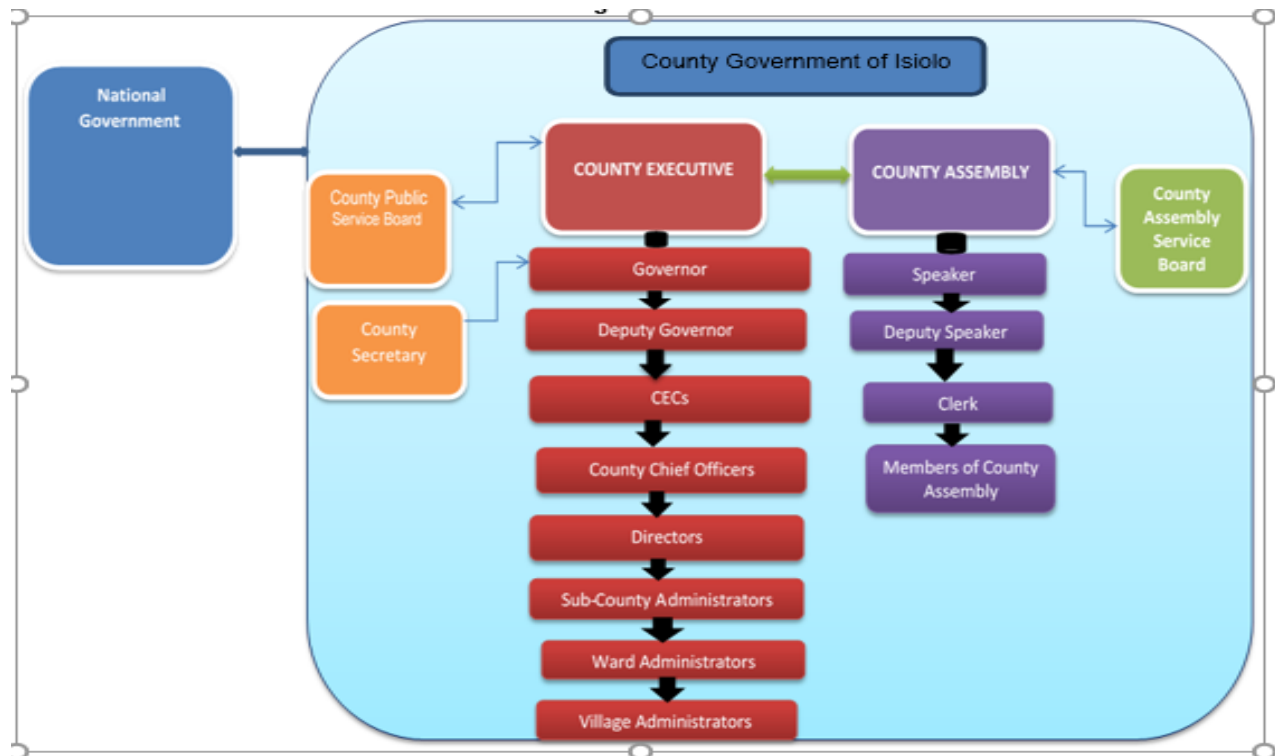 County Government of Isiolo
National
Government
County Public
Service Board
County
Secretary
COUNTY EXECUTIVE
Governor
Deputy Governor
CECs
County Chief Officers
Directors
Sub-County Administrators
Ward Administrators
Village Administrators
COUNTY ASSEMBLY
Speaker
Deputy Speaker
Clerk
Members of County
Assembly
County
Assembly
Service
Board